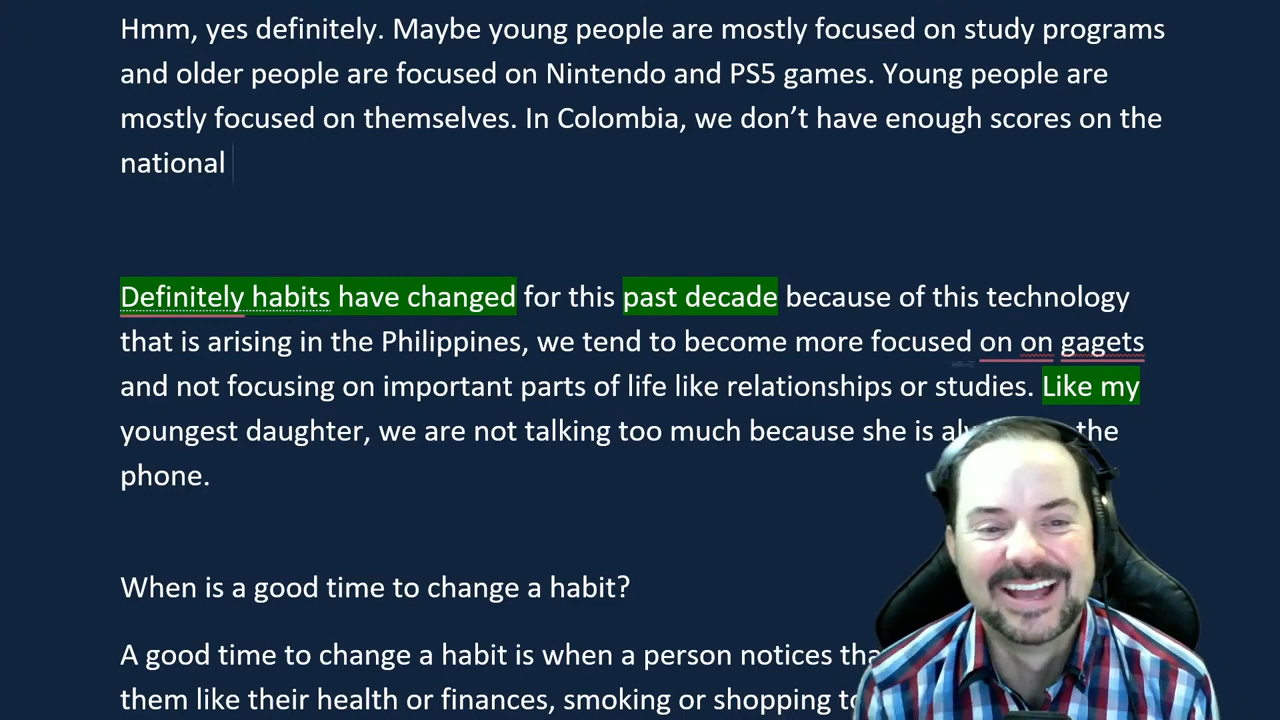 Hmm, yes definitely. Maybe young people are mostly focused on study programs
and older people are focused on Nintendo and PS5 games. Young people are
mostly focused on themselves. In Colombia, we don’t have enough scores on the
national
Definitely habits have changed for this past decade because of this technology
that is arising in the Philippines, we tend to become more focused on on gagets
and not focusing on important parts of life like relationships or studies. Like my
youngest daughter, we are not talking too much because she is the
phone.
When is a good time to change a habit?
A good time to change a habit is when a person notices
them like their health or finances, smoking or shopping